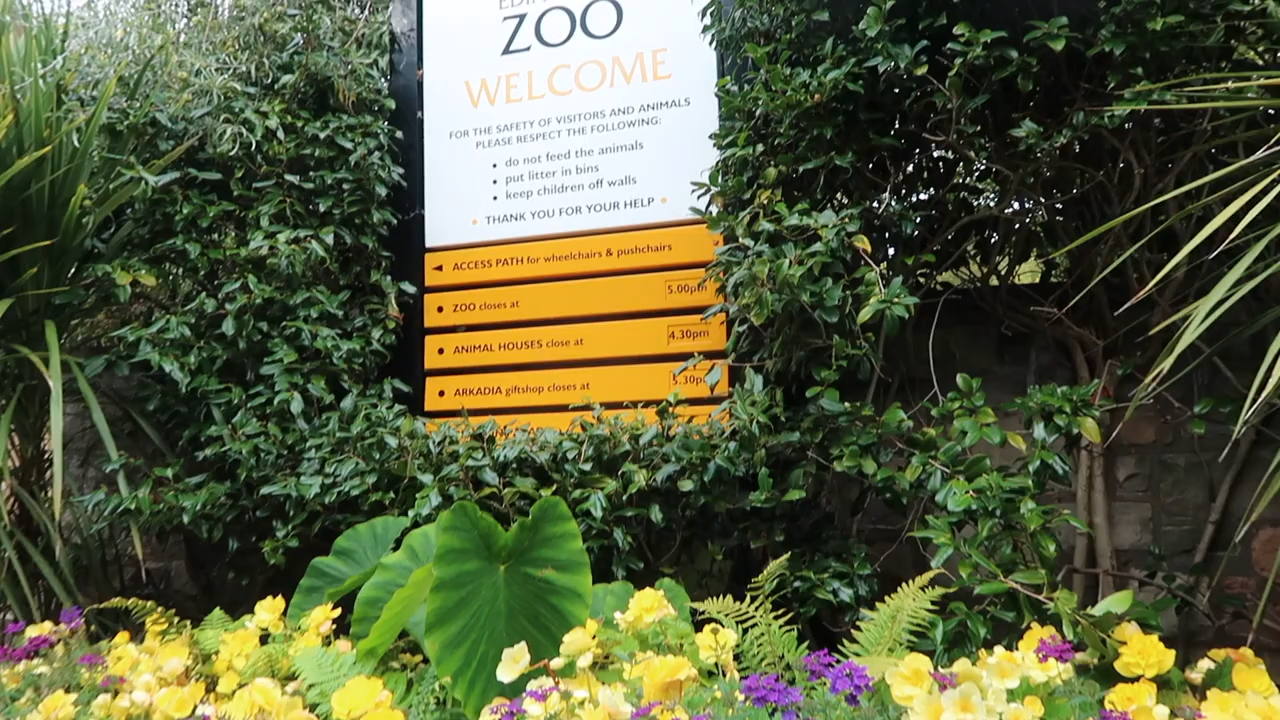 ZOO
WELCOME
FOR THE SAFETY OF VISITORS AND ANIMALS
PLEASE RESPECT THE FOLLOWING:
• do not feed the animals
• put litter in bins
• keep children off walls
• THANK YOU FOR YOUR HELP •
◄ ACCESS PATH for wheelchairs & pushchairs
• ZOO closes at 5.00pm
• ANIMAL HOUSES close at 4.30pm
• ARKADIA giftshop closes at 5.30pm